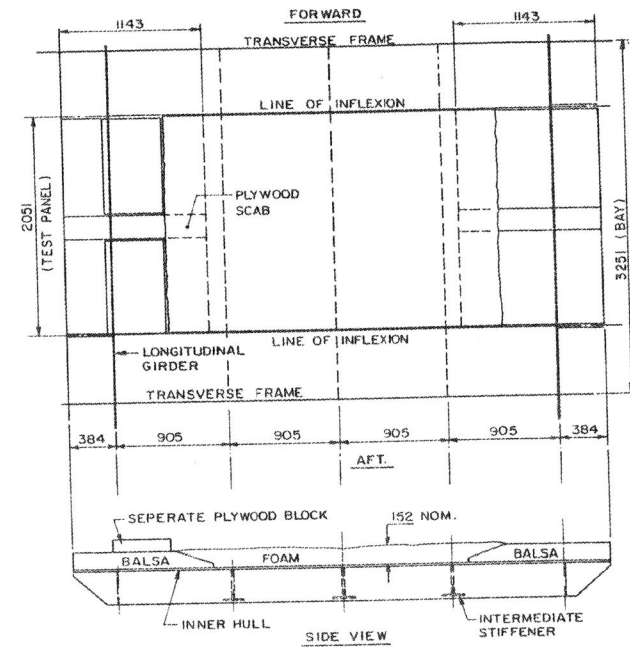 FORWARD
1143
1143
TRANSVERSE FRAME
LINE OF INFLEXION
PLYWOOD
SCAB
2051
(TEST PANEL)
3251 (BAY)
LINE OF INFLEXION
LONGITUDINAL
GIRDER
TRANSVERSE FRAME
384
905
905
905
905
384
AFT.
SEPERATE PLYWOOD BLOCK
152 NOM.
BALSA
FOAM
BALSA
INNER HULL
INTERMEDIATE
STIFFENER
SIDE VIEW